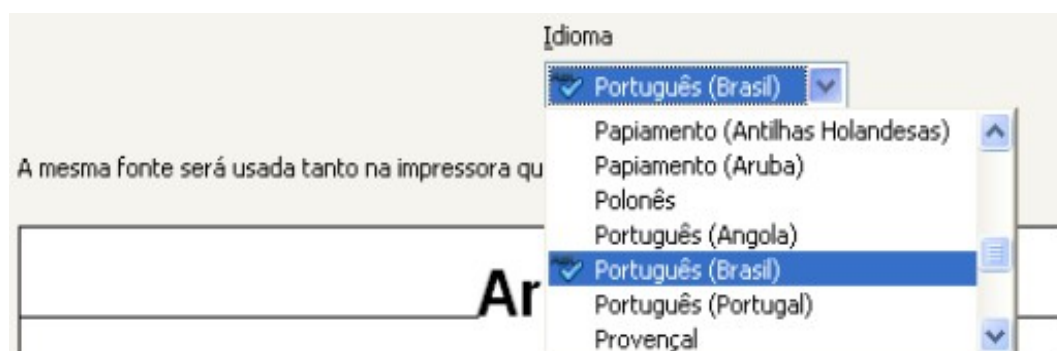 Idioma
Português (Brasil)
Papiamento (Antilhas Holandesas)
Papiamento (Aruba)
A mesma fonte será usada tanto na impressora qu
Polonês
Português (Angola)
Português (Brasil)
Ar
Português (Portugal)
Provençal